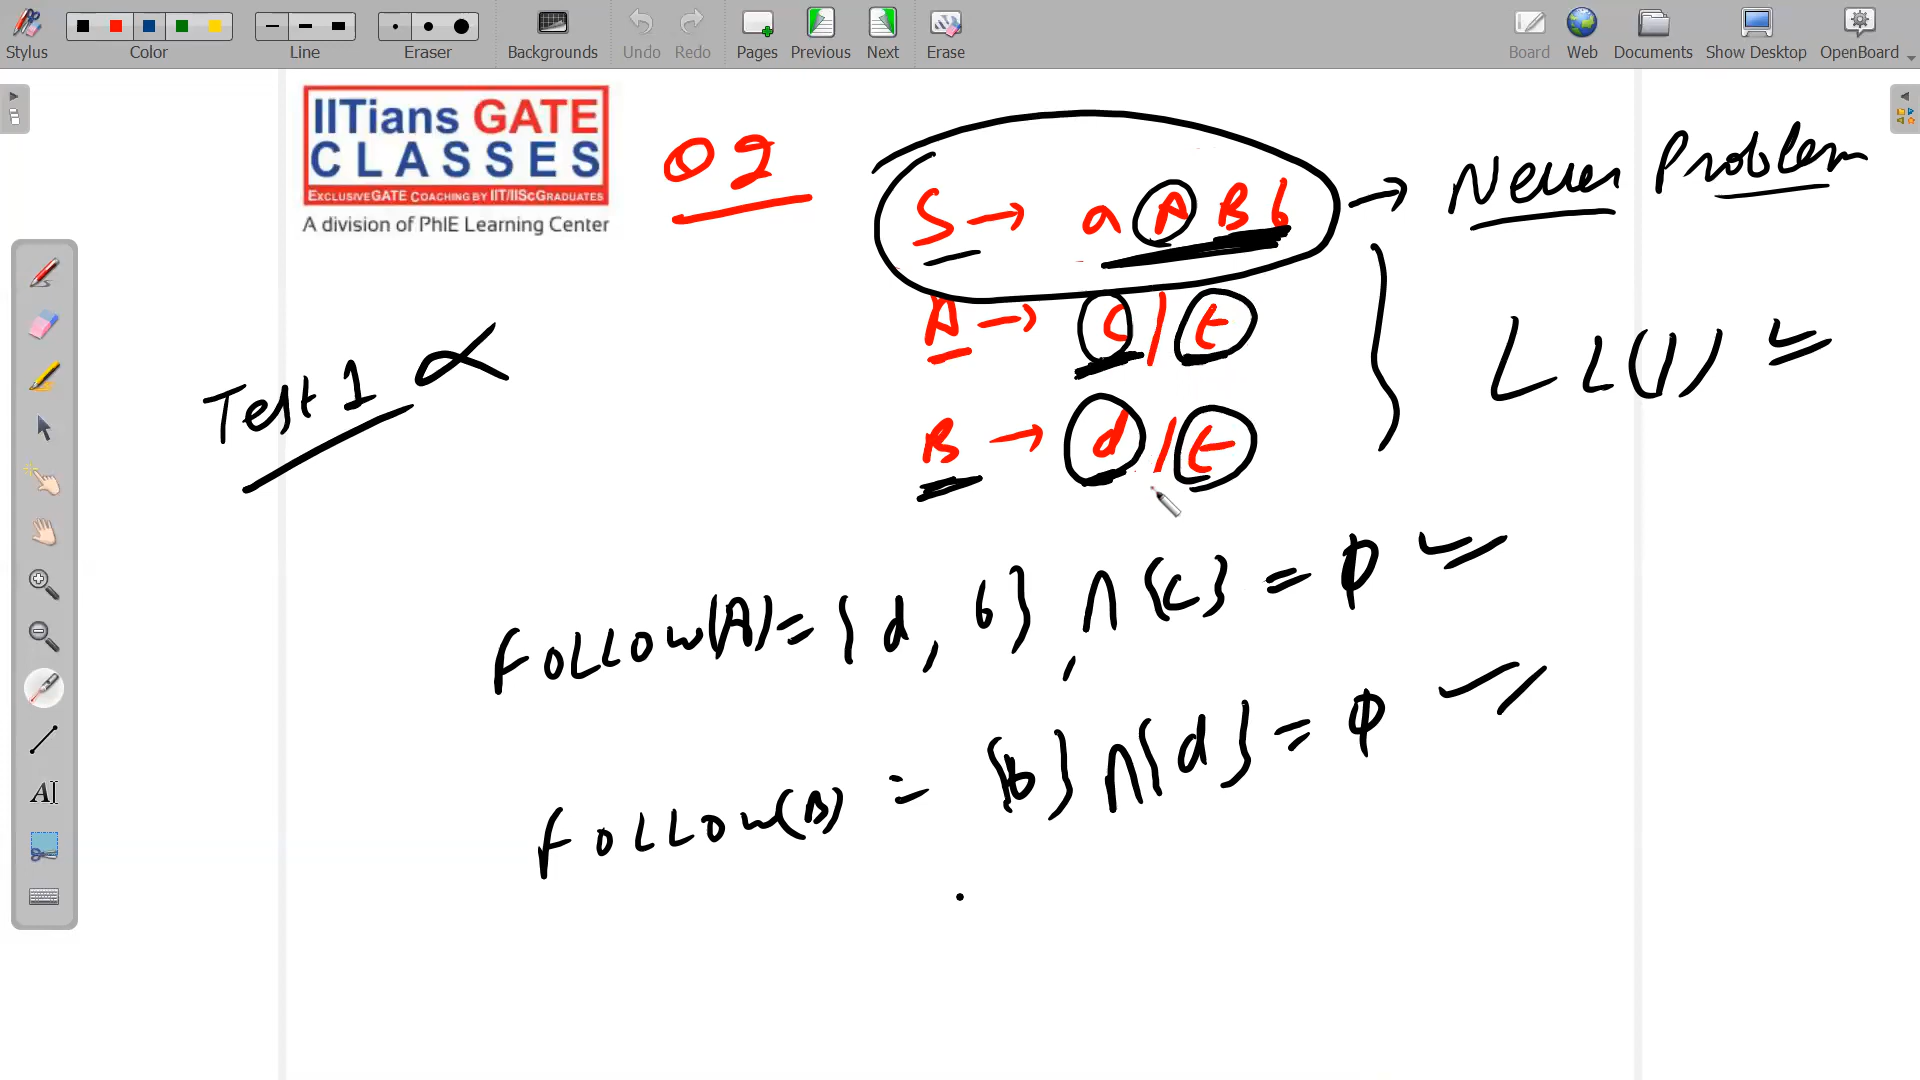 Stylus Color Line Eraser Backgrounds Undo Redo Pages Previous Next Erase Board Web Documents Show Desktop OpenBoard
IITians GATE
CLASSES
EXCLUSIVE GATE COACHING BY IIT/IISc GRADUATES
A division of PhIE Learning Center
Q2
S → a A B b → Never Problem
A → c / ε
B → d / ε
LL(1)
Test 1
FOLLOW(A) = { d, b } ∩ {c} = φ
FOLLOW(B) = {b} ∩ {d} = φ